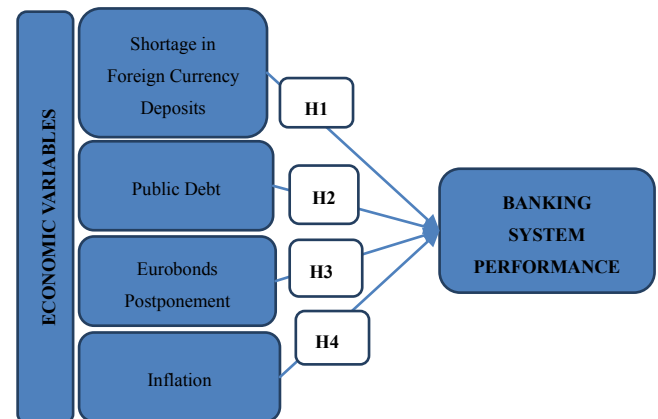 ECONOMIC VARIABLES
Shortage in
Foreign Currency
Deposits
H1
Public Debt
H2
Eurobonds
Postponement
H3
Inflation
H4
BANKING
SYSTEM
PERFORMANCE